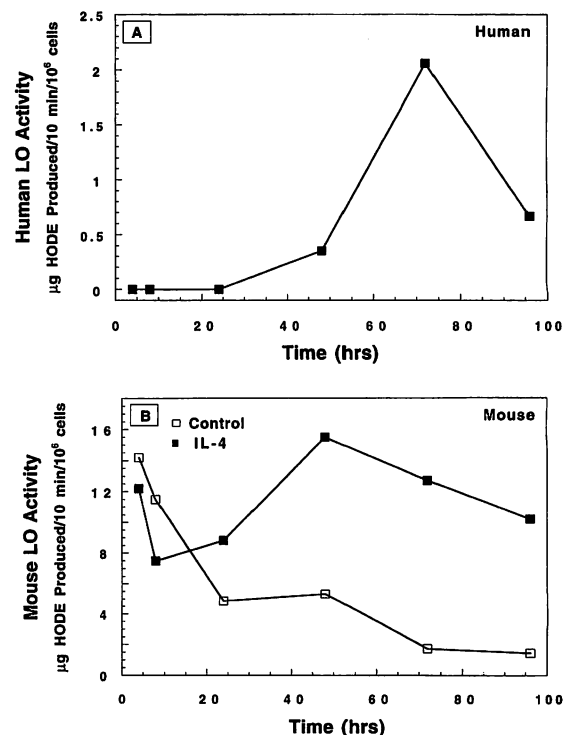 A
Human
Human LO Activity
µg HODE Produced/10 min/10⁶ cells
2.5
2
1.5
1
0.5
0
0 20 40 60 80 100
Time (hrs)
B
Control
IL-4
Mouse
Mouse LO Activity
µg HODE Produced/10 min/10⁶ cells
16
12
8
4
0
0 20 40 60 80 100
Time (hrs)